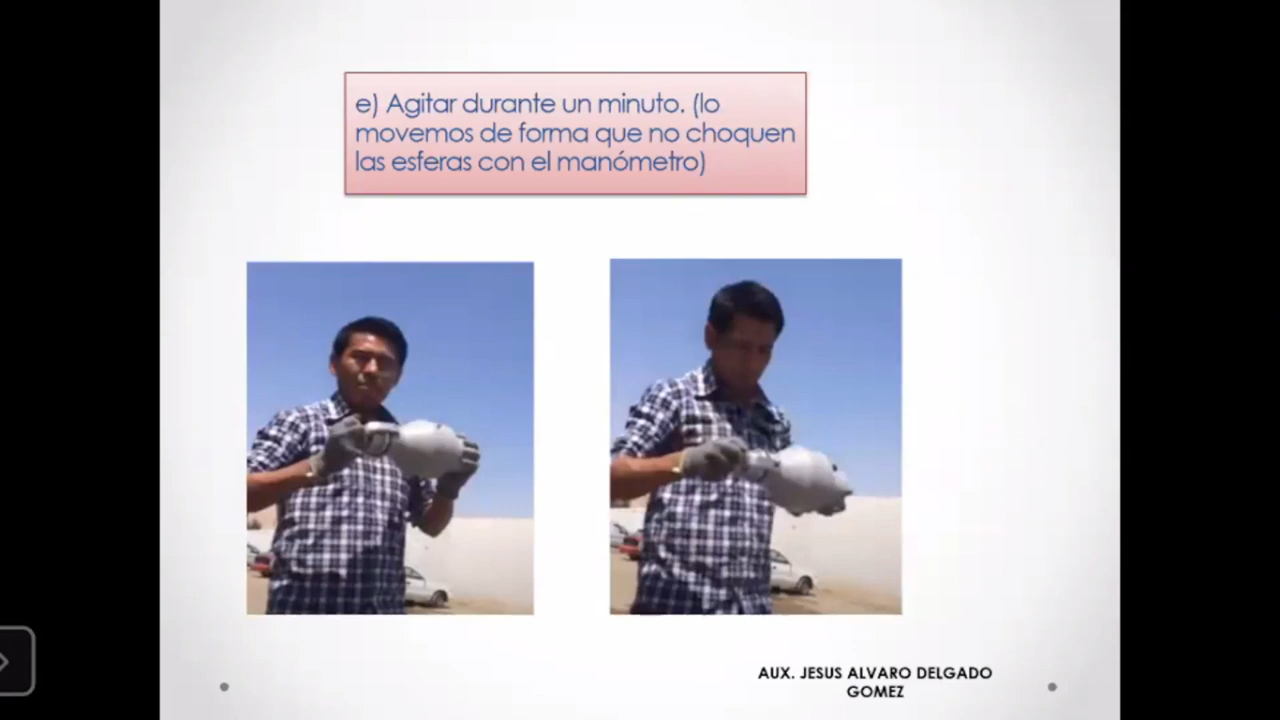 e) Agitar durante un minuto. (lo
movemos de forma que no choquen
las esferas con el manómetro)
AUX. JESUS ALVARO DELGADO
GOMEZ